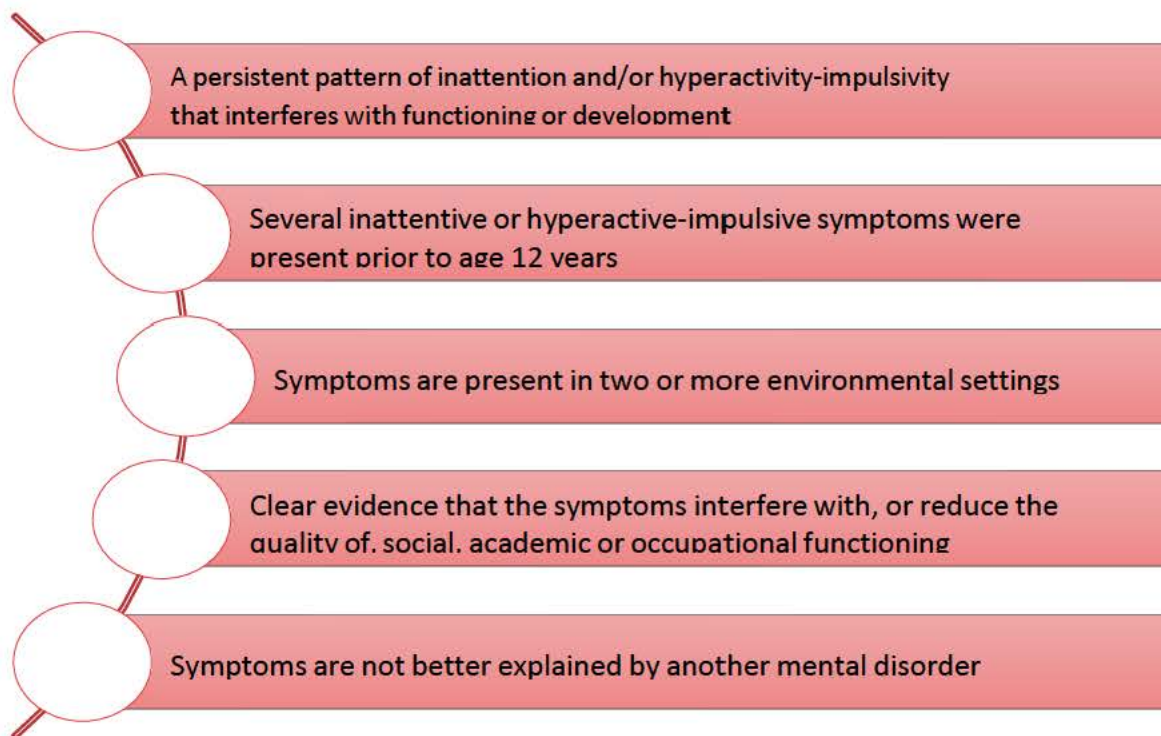 A persistent pattern of inattention and/or hyperactivity-impulsivity
that interferes with functioning or development
Several inattentive or hyperactive-impulsive symptoms were
present prior to age 12 years
Symptoms are present in two or more environmental settings
Clear evidence that the symptoms interfere with, or reduce the
quality of, social, academic or occupational functioning
Symptoms are not better explained by another mental disorder